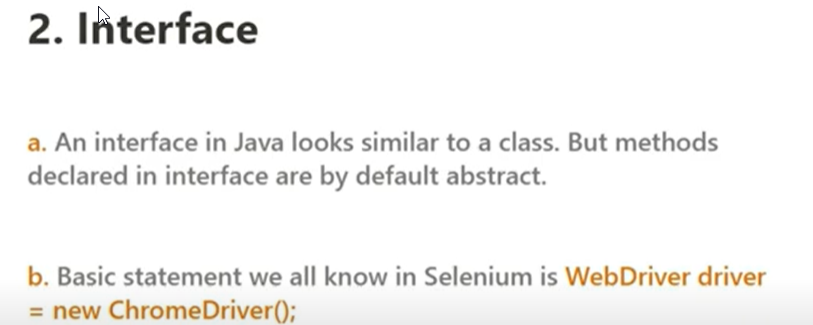 2. Interface
a. An interface in Java looks similar to a class. But methods
declared in interface are by default abstract.
b. Basic statement we all know in Selenium is WebDriver driver
= new ChromeDriver();